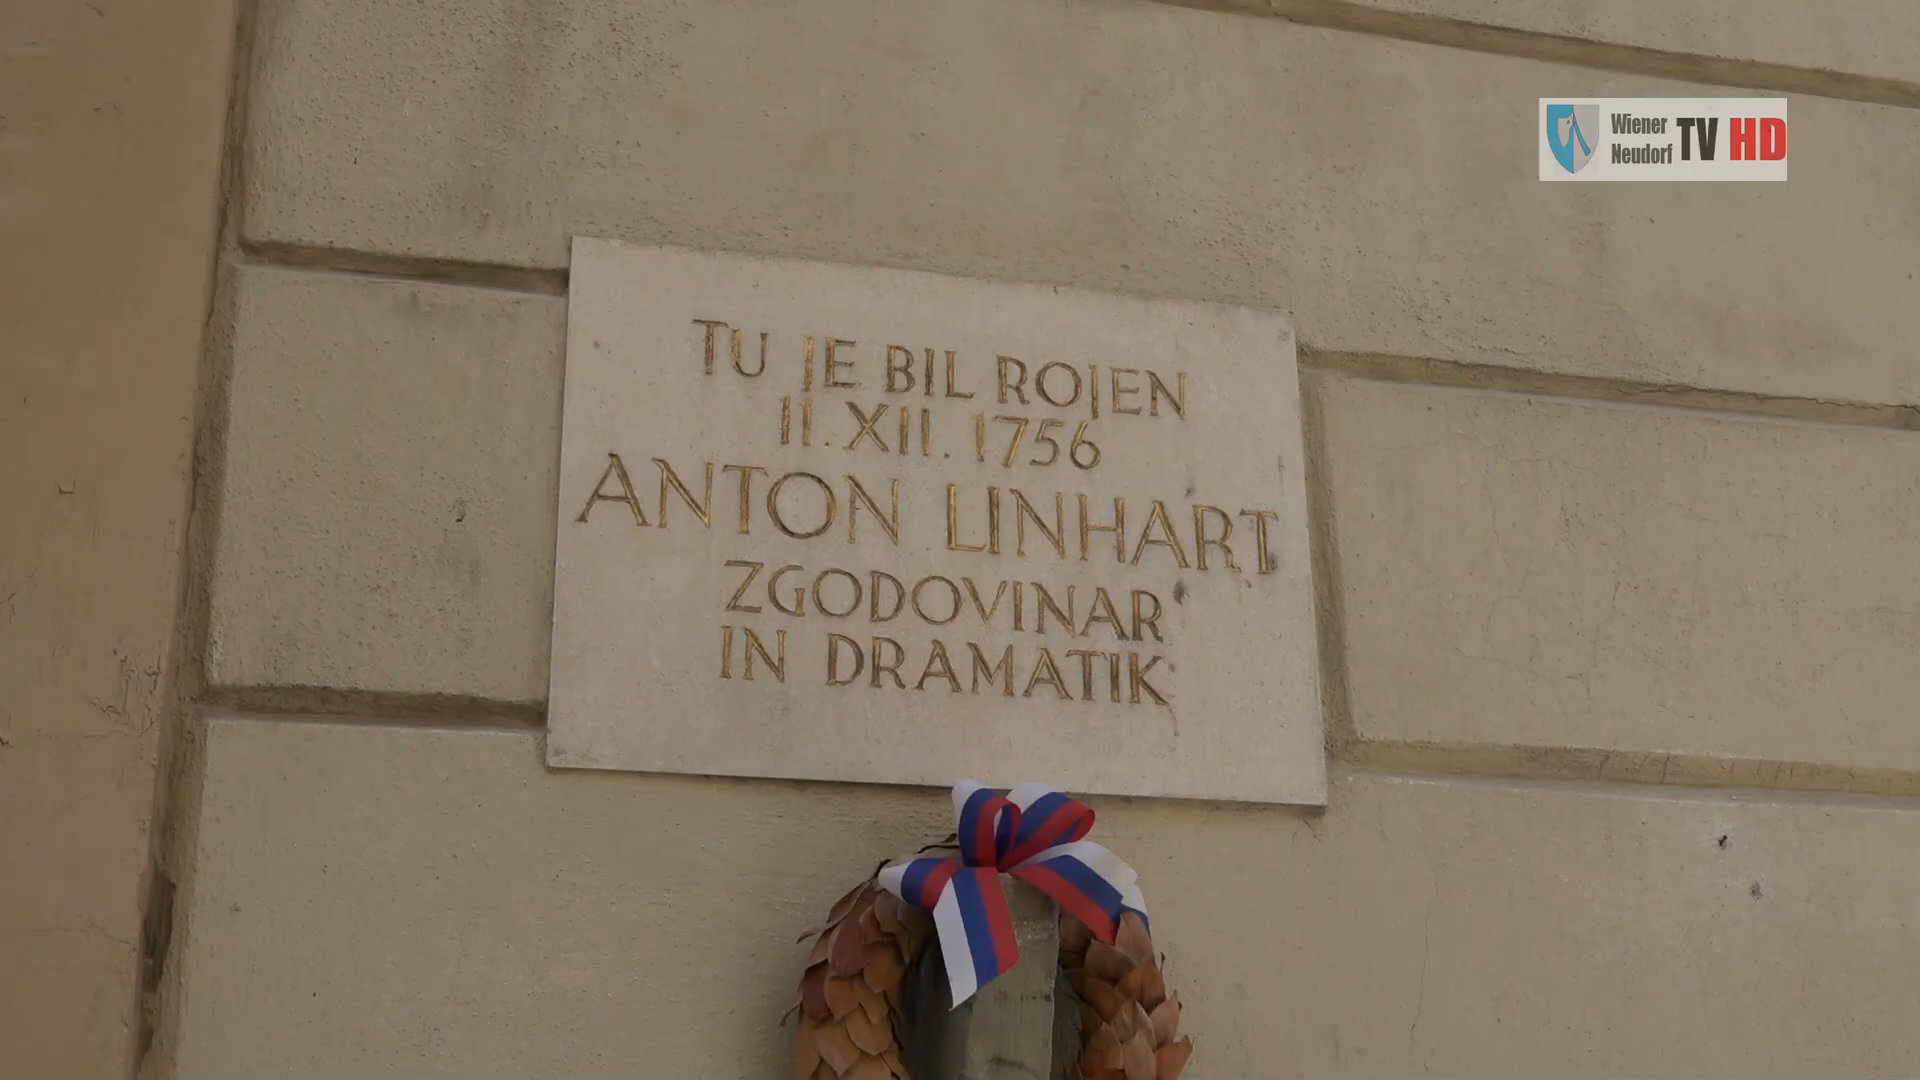 Wiener
Neudorf TV HD
TU JE BIL ROJEN
11. XII. 1756
ANTON LINHART
ZGODOVINAR
IN DRAMATIK